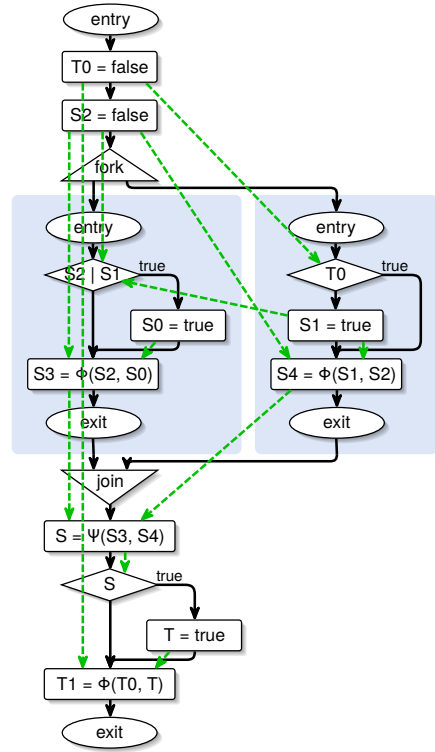 entry
T0 = false
S2 = false
fork
entry
entry
S2 | S1
true
T0
true
S0 = true
S1 = true
S3 = Φ(S2, S0)
S4 = Φ(S1, S2)
exit
exit
join
S = Ψ(S3, S4)
S
true
T = true
T1 = Φ(T0, T)
exit